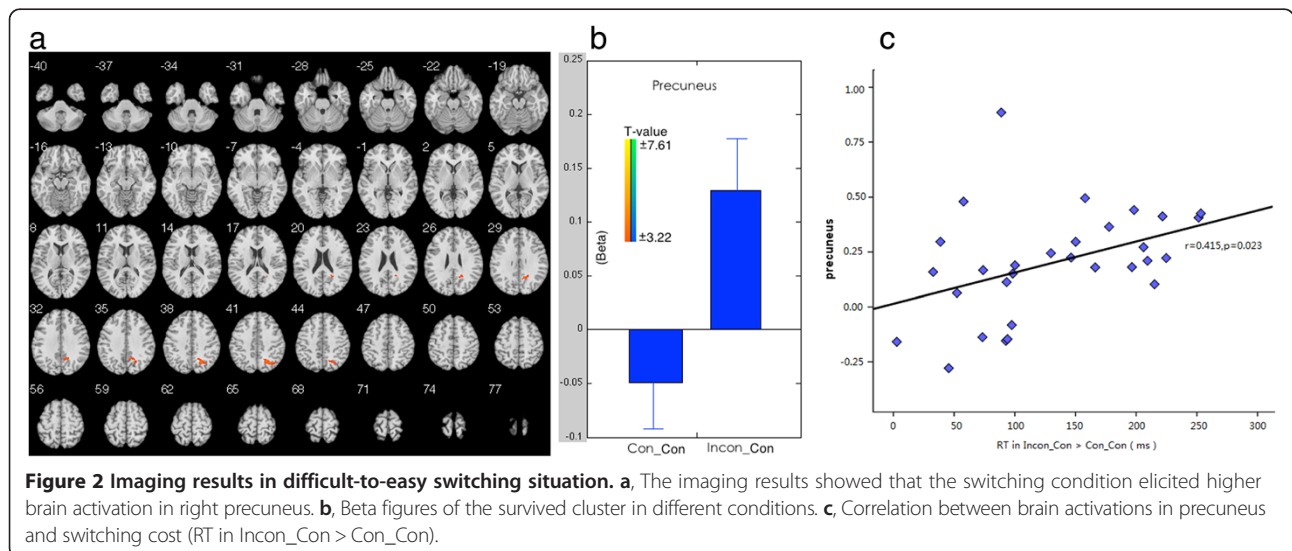 a
-40 -37 -34 -31 -28 -25 -22 -19
-16 -13 -10 -7 -4 -1 2 5
8 11 14 17 20 23 26 29
32 35 38 41 44 47 50 53
56 59 62 65 68 71 74 77
b
0.25
0.2
0.15
0.1
0.05
0
-0.05
-0.1
(Beta)
Precuneus
T-value
±7.61
±3.22
Con_Con Incon_Con
c
1.00
0.75
0.50
0.25
0.00
-0.25
precuneus
r=0.415,p=0.023
0 50 100 150 200 250 300
RT in Incon_Con > Con_Con ( ms )
Figure 2 Imaging results in difficult-to-easy switching situation. a, The imaging results showed that the switching condition elicited higher
brain activation in right precuneus. b, Beta figures of the survived cluster in different conditions. c, Correlation between brain activations in precuneus
and switching cost (RT in Incon_Con > Con_Con).